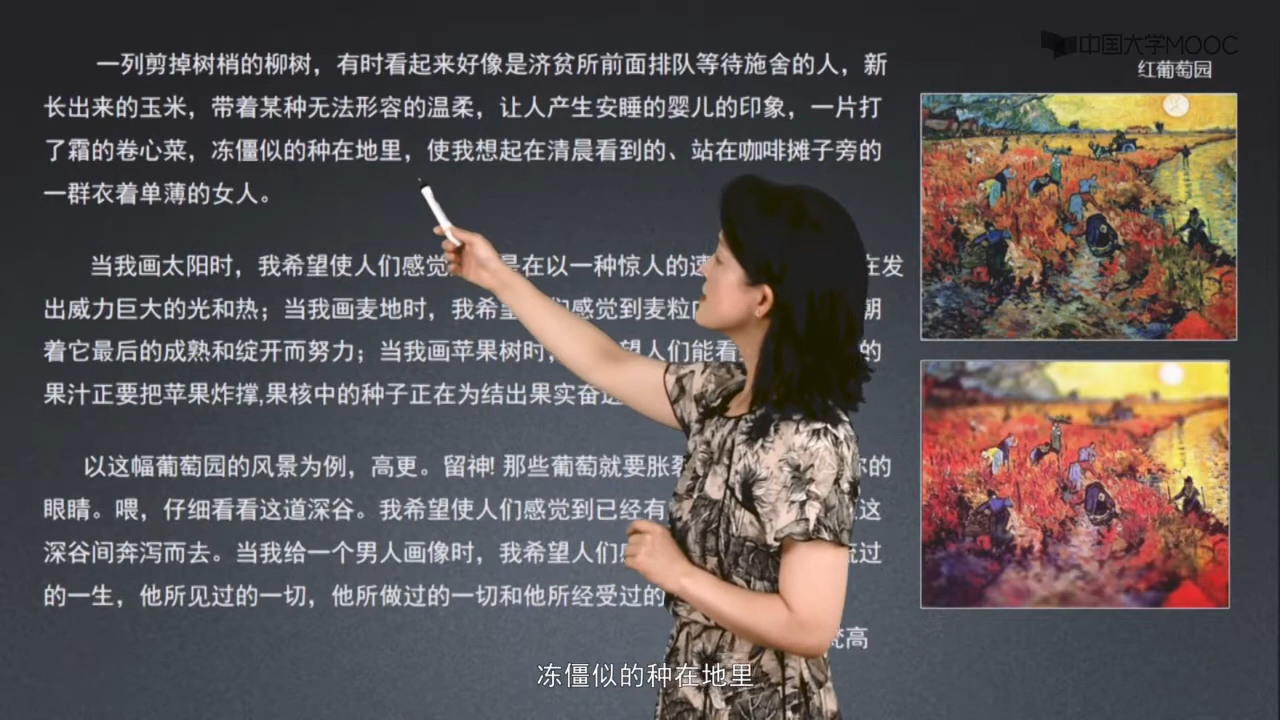 中国大学MOOC
红葡萄园
一列剪掉树梢的柳树，有时看起来好像是济贫所前面排队等待施舍的人，新
长出来的玉米，带着某种无法形容的温柔，让人产生安睡的婴儿的印象，一片打
了霜的卷心菜，冻僵似的种在地里，使我想起在清晨看到的、站在咖啡摊子旁的
一群衣着单薄的女人。
当我画太阳时，我希望使人们感觉 是在以一种惊人的速 在发
出威力巨大的光和热；当我画麦地时，我希望 们感觉到麦粒 朝
着它最后的成熟和绽开而努力；当我画苹果树时， 望人们能看 的
果汁正要把苹果炸撑,果核中的种子正在为结出果实奋
以这幅葡萄园的风景为例，高更。留神! 那些葡萄就要胀 你的
眼睛。喂，仔细看看这道深谷。我希望使人们感觉到已经有 这
深谷间奔泻而去。当我给一个男人画像时，我希望人们 流过
的一生，他所见过的一切，他所做过的一切和他所经受过的
梵高
冻僵似的种在地里